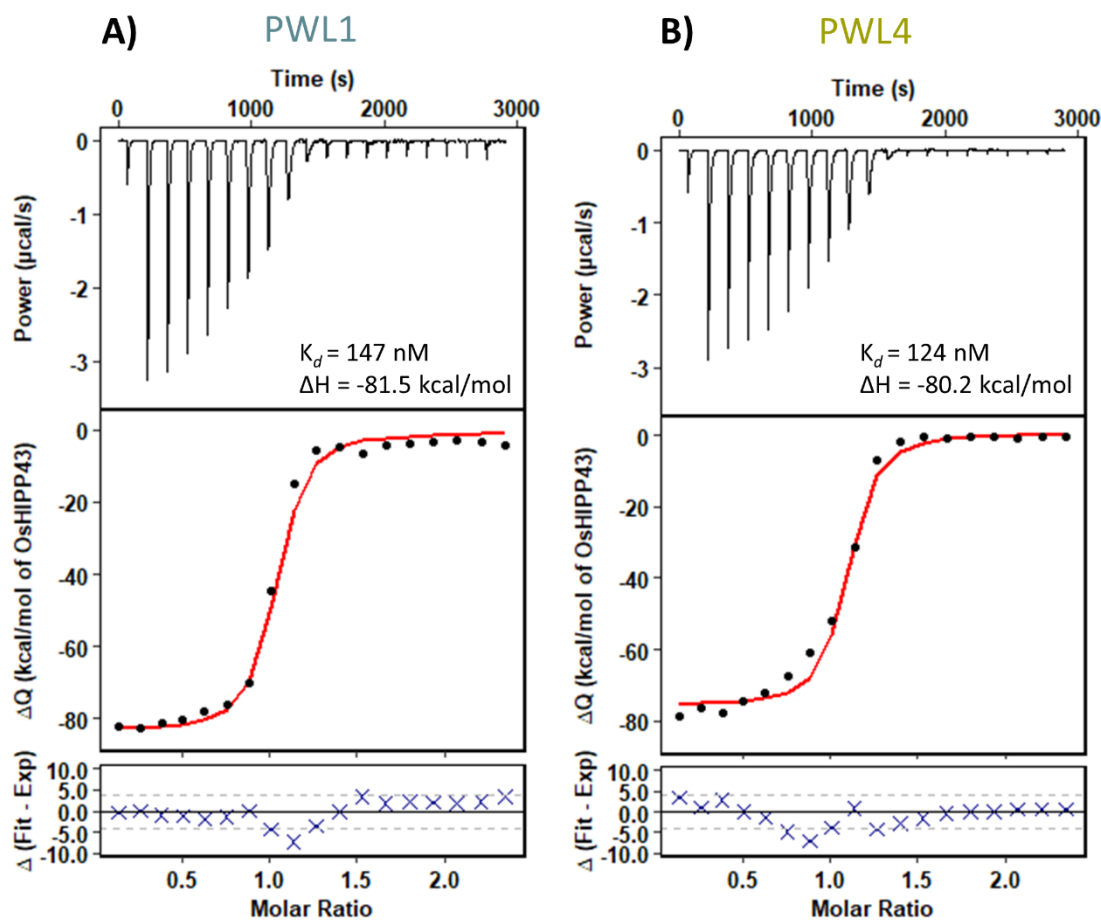 A) PWL1
Time (s)
0 1000 2000 3000
Power (µcal/s)
0
-1
-2
-3
K_d = 147 nM
ΔH = -81.5 kcal/mol
ΔQ (kcal/mol of OsHIPP43)
0
-20
-40
-60
-80
Δ (Fit - Exp)
10.0
5.0
0.0
-5.0
-10.0
0.5 1.0 1.5 2.0
Molar Ratio
B) PWL4
Time (s)
0 1000 2000 3000
Power (µcal/s)
0
-1
-2
-3
K_d = 124 nM
ΔH = -80.2 kcal/mol
ΔQ (kcal/mol of OsHIPP43)
0
-20
-40
-60
-80
Δ (Fit - Exp)
10.0
5.0
0.0
-5.0
-10.0
0.5 1.0 1.5 2.0
Molar Ratio